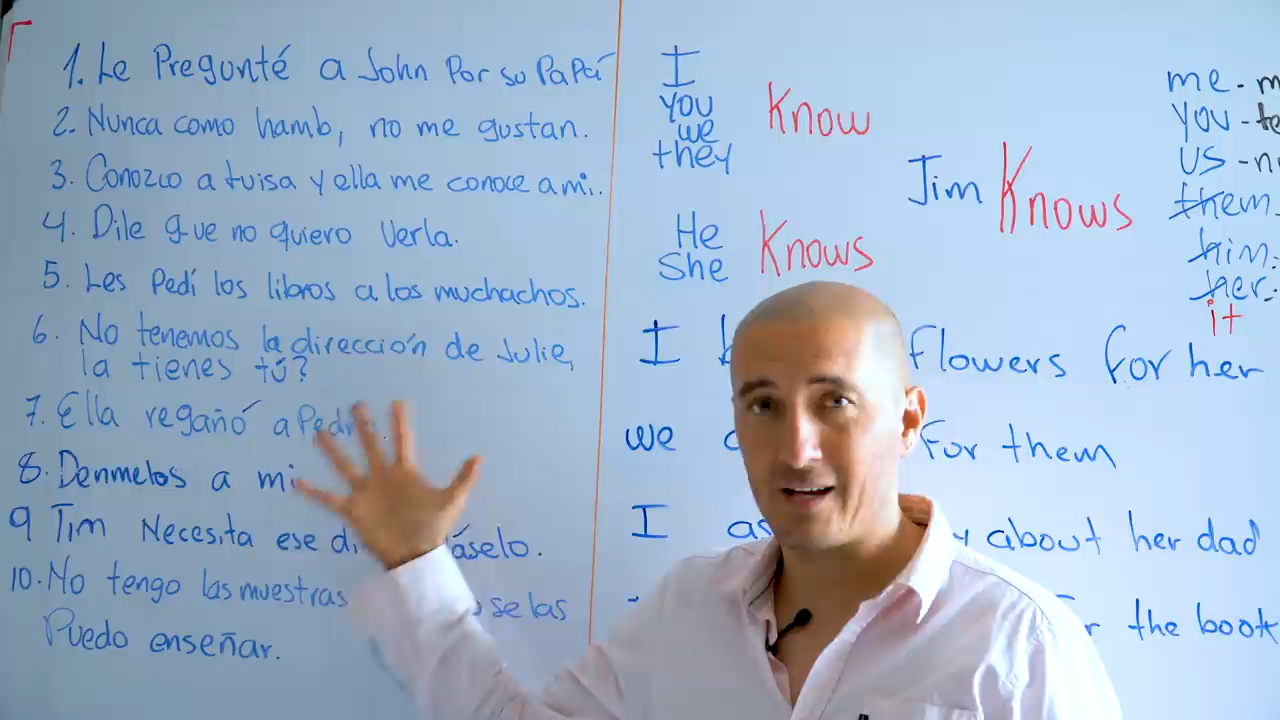 1. Le Pregunté a John Por su PaPá
2. Nunca como hamb, no me gustan.
3. Conozco a Luisa y ella me conoce a mi.
4. Dile que no quiero Verla.
5. Les Pedí los libros a los muchachos.
6. No tenemos la dirección de Julie,
la tienes tú?
7. Ella regañó a Pedro.
8. Denmelos a mi
9 Tim Necesita ese
10. No tengo las muestras se las
Puedo enseñar.
I
You
we
they
Know
He
She
Knows
Jim Knows
me -
you - te
us -
them
him:
her:
it
I flowers for her
we for them
I about her dad
the book